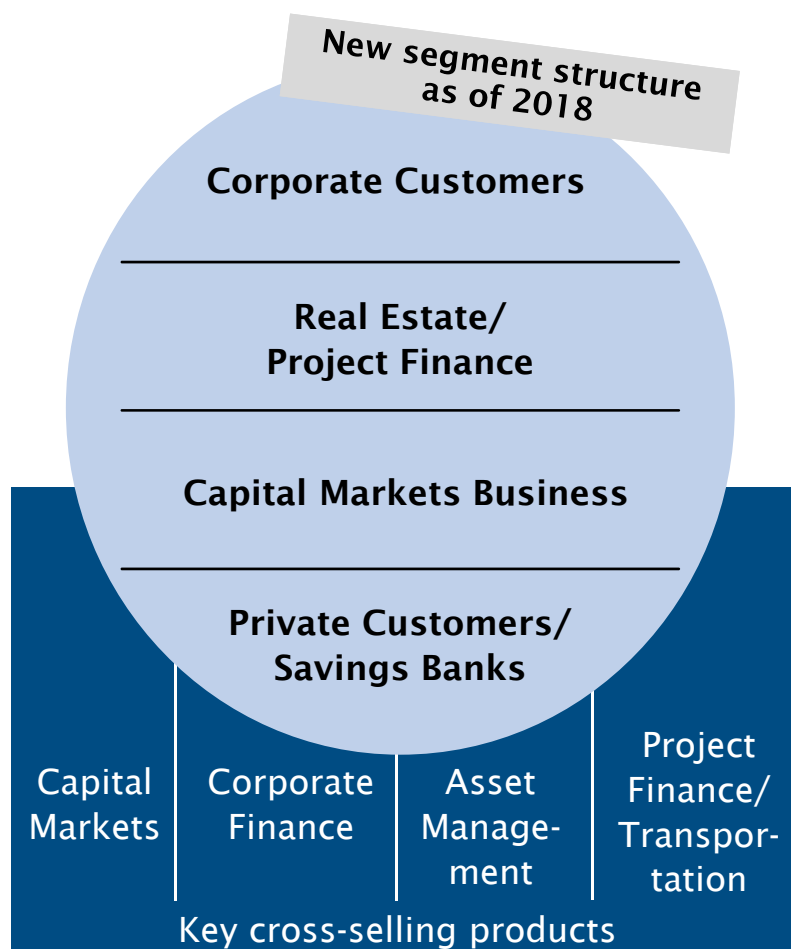 New segment structure
as of 2018
Corporate Customers
Real Estate/
Project Finance
Capital Markets Business
Private Customers/
Savings Banks
Capital
Markets
Corporate
Finance
Asset
Manage-
ment
Project
Finance/
Transpor-
tation
Key cross-selling products